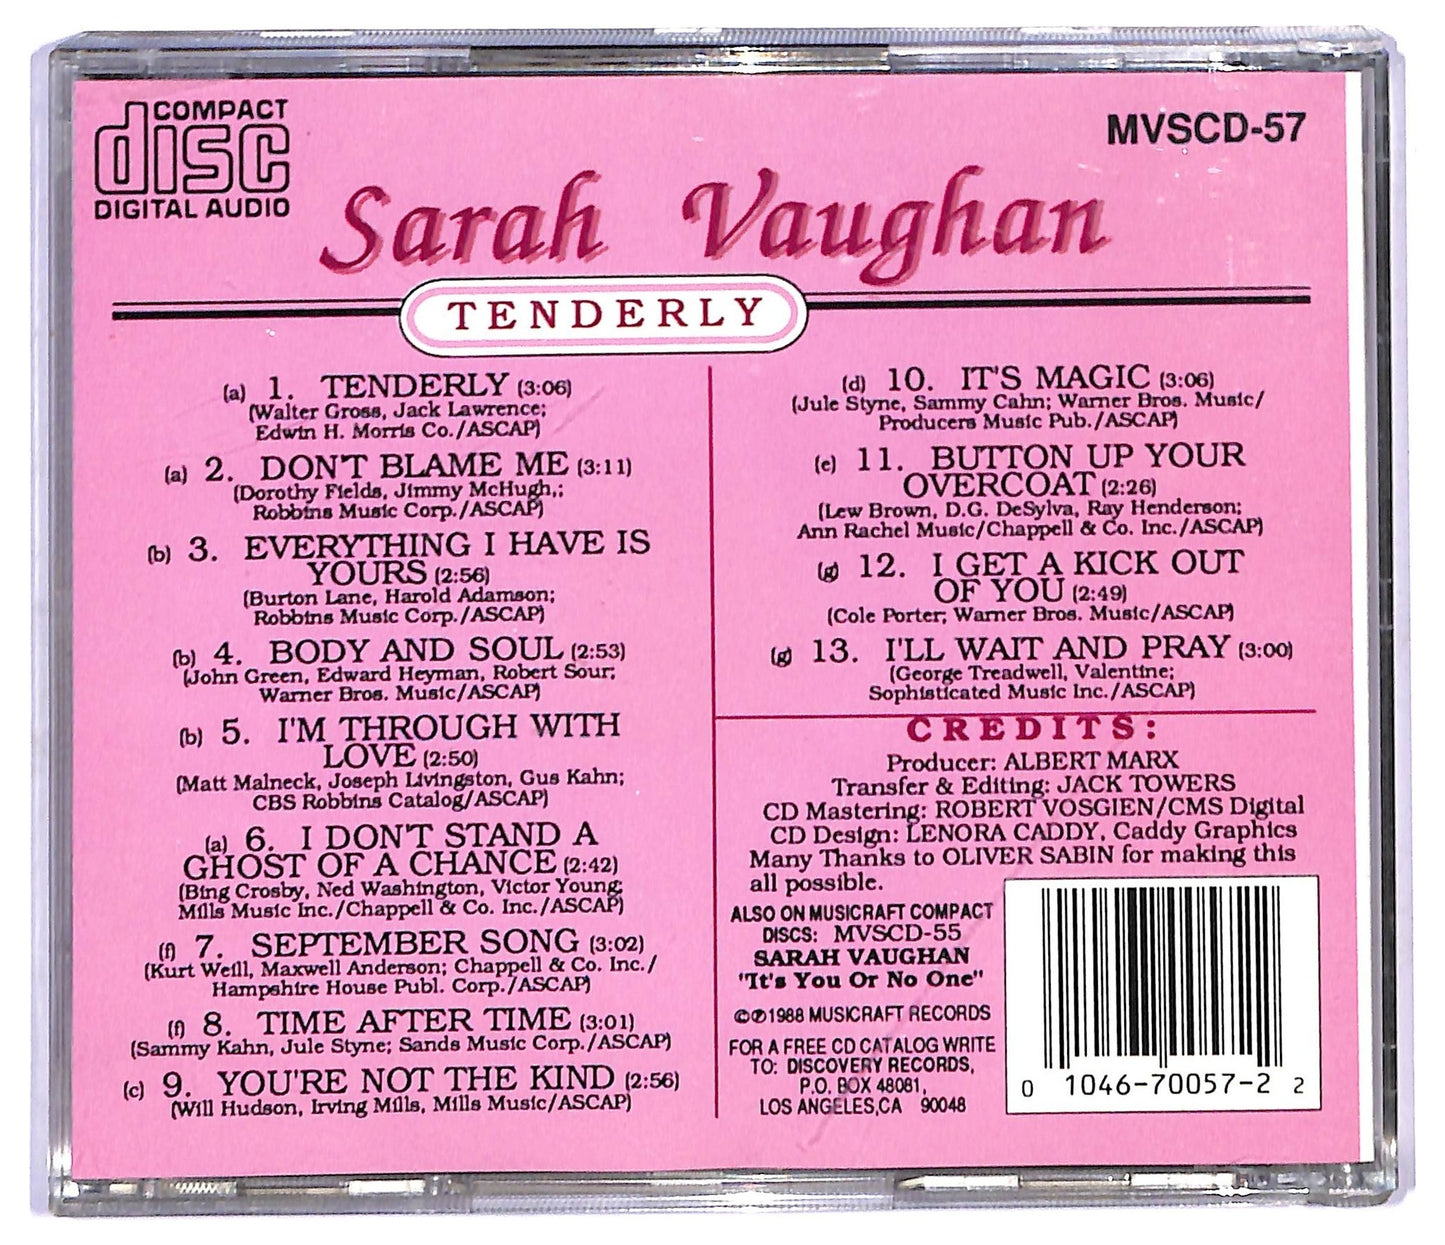 COMPACT
disc
DIGITAL AUDIO
MVSCD-57
Sarah Vaughan
TENDERLY
(a) 1. TENDERLY (3:06)
(Walter Gross, Jack Lawrence;
Edwin H. Morris Co./ASCAP)
(a) 2. DON'T BLAME ME (3:11)
(Dorothy Fields, Jimmy McHugh,;
Robbins Music Corp./ASCAP)
(b) 3. EVERYTHING I HAVE IS
YOURS (2:56)
(Burton Lane, Harold Adamson;
Robbins Music Corp./ASCAP)
(b) 4. BODY AND SOUL (2:53)
(John Green, Edward Heyman, Robert Sour;
Warner Bros. Music/ASCAP)
(b) 5. I'M THROUGH WITH
LOVE (2:50)
(Matt Malneck, Joseph Livingston, Gus Kahn;
CBS Robbins Catalog/ASCAP)
(a) 6. I DON'T STAND A
GHOST OF A CHANCE (2:42)
(Bing Crosby, Ned Washington, Victor Young;
Mills Music Inc./Chappell & Co. Inc./ASCAP)
(f) 7. SEPTEMBER SONG (3:02)
(Kurt Weill, Maxwell Anderson; Chappell & Co. Inc./
Hampshire House Publ. Corp./ASCAP)
(f) 8. TIME AFTER TIME (3:01)
(Sammy Kahn, Jule Styne; Sands Music Corp./ASCAP)
(c) 9. YOU'RE NOT THE KIND (2:56)
(Will Hudson, Irving Mills, Mills Music/ASCAP)
(d) 10. IT'S MAGIC (3:06)
(Jule Styne, Sammy Cahn; Warner Bros. Music/
Producers Music Pub./ASCAP)
(e) 11. BUTTON UP YOUR
OVERCOAT (2:26)
(Lew Brown, D.G. DeSylva, Ray Henderson;
Ann Rachel Music/Chappell & Co. Inc./ASCAP)
(g) 12. I GET A KICK OUT
OF YOU (2:49)
(Cole Porter; Warner Bros. Music/ASCAP)
(g) 13. I'LL WAIT AND PRAY (3:00)
(George Treadwell, Valentine;
Sophisticated Music Inc./ASCAP)
CREDITS:
Producer: ALBERT MARX
Transfer & Editing: JACK TOWERS
CD Mastering: ROBERT VOSGIEN/CMS Digital
CD Design: LENORA CADDY, Caddy Graphics
Many Thanks to OLIVER SABIN for making this
all possible.
ALSO ON MUSICRAFT COMPACT
DISCS: MVSCD-55
SARAH VAUGHAN
"It's You Or No One"
©℗1988 MUSICRAFT RECORDS
FOR A FREE CD CATALOG WRITE
TO: DISCOVERY RECORDS,
P.O. BOX 48081,
LOS ANGELES,CA 90048
0 1046-70057-2 2